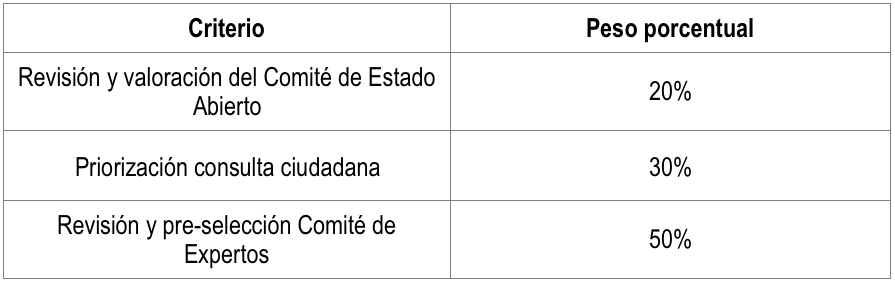 Criterio
Peso porcentual
Revisión y valoración del Comité de Estado
Abierto
20%
Priorización consulta ciudadana
30%
Revisión y pre-selección Comité de
Expertos
50%